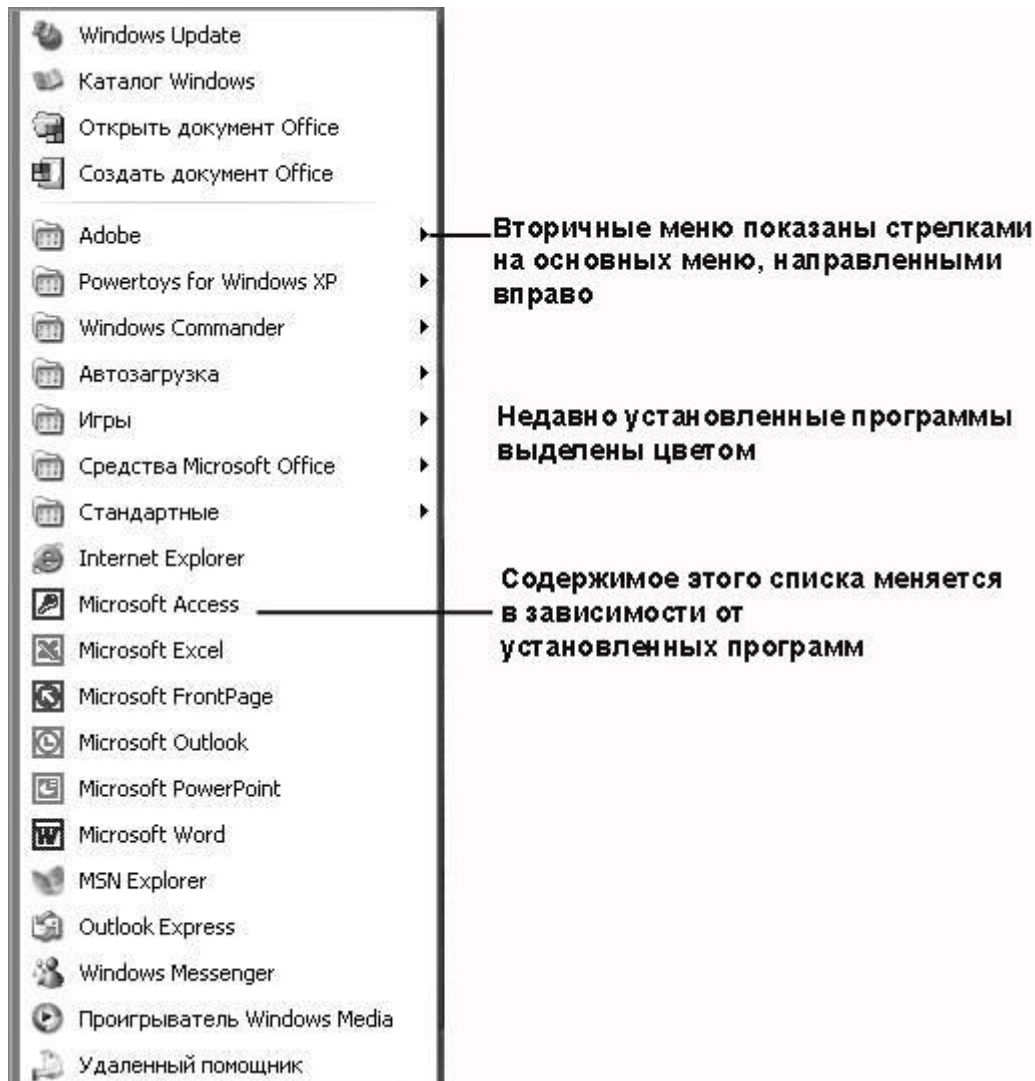 Windows Update
Каталог Windows
Открыть документ Office
Создать документ Office
Adobe
Powertoys for Windows XP
Windows Commander
Автозагрузка
Игры
Средства Microsoft Office
Стандартные
Internet Explorer
Microsoft Access
Microsoft Excel
Microsoft FrontPage
Microsoft Outlook
Microsoft PowerPoint
Microsoft Word
MSN Explorer
Outlook Express
Windows Messenger
Проигрыватель Windows Media
Удаленный помощник
Вторичные меню показаны стрелками
на основных меню, направленными
вправо
Недавно установленные программы
выделены цветом
Содержимое этого списка меняется
в зависимости от
установленных программ